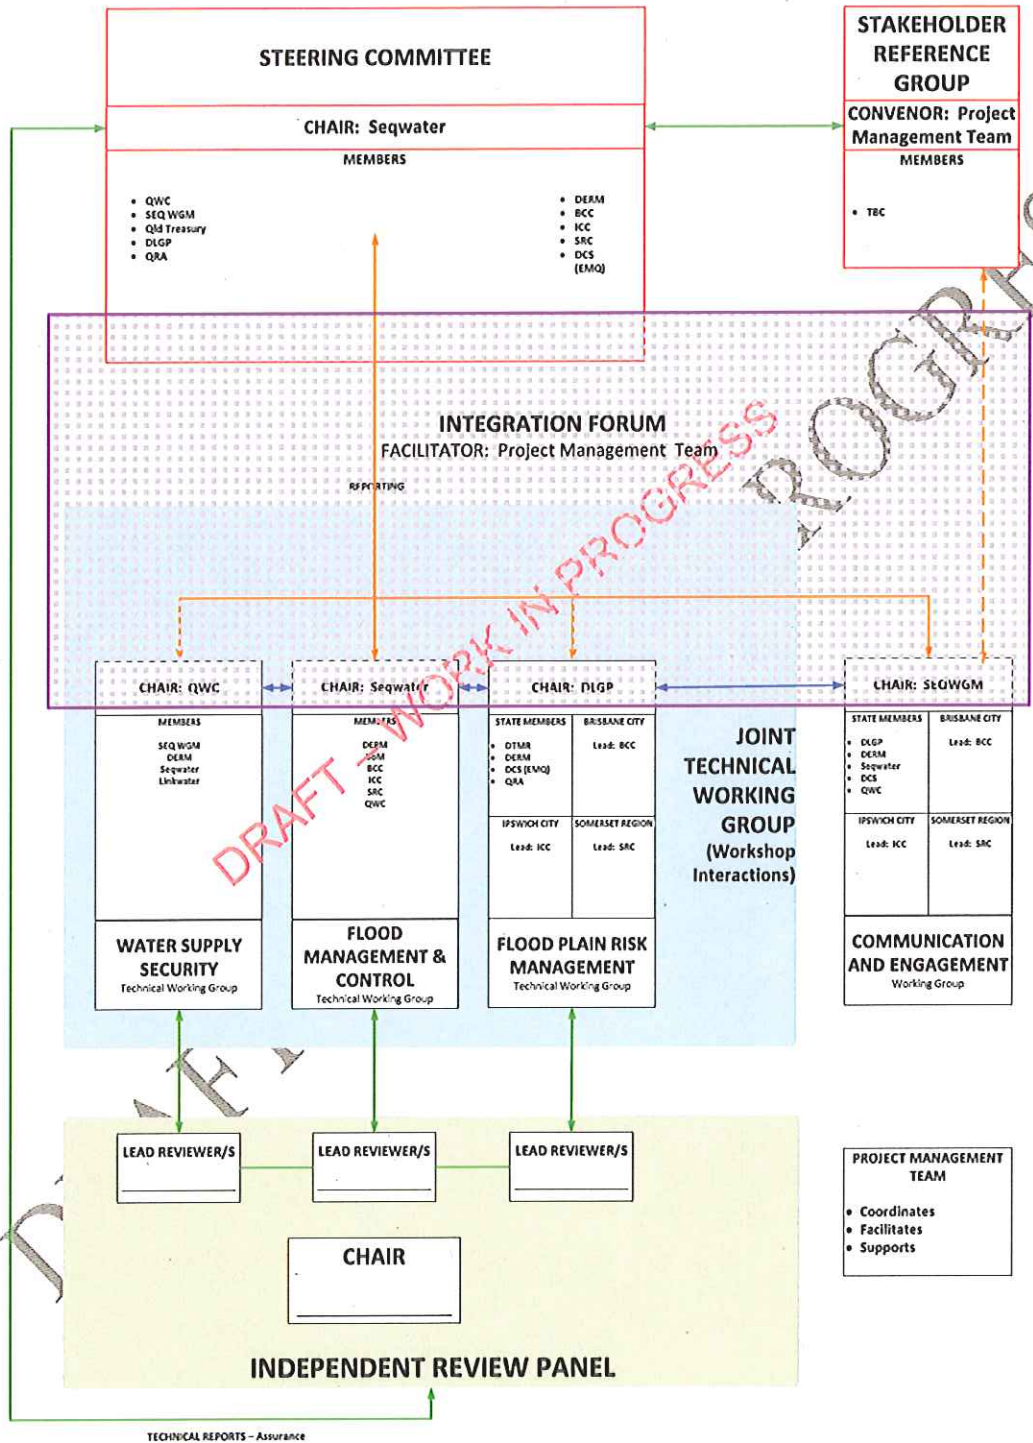 STEERING COMMITTEE
CHAIR: Seqwater
MEMBERS
• QWC
• SEQ WGM
• Qld Treasury
• DLGP
• QRA
• DERM
• BCC
• ICC
• SRC
• DCS
(EMQ)
STAKEHOLDER
REFERENCE
GROUP
CONVENOR: Project
Management Team
MEMBERS
• TBC
INTEGRATION FORUM
FACILITATOR: Project Management Team
REPORTING
DRAFT – WORK IN PROGRESS
CHAIR: QWC
MEMBERS
SEQ WGM
DERM
Seqwater
Linkwater
WATER SUPPLY
SECURITY
Technical Working Group
CHAIR: Seqwater
MEMBERS
DERM
BCC
ICC
SRC
QWC
FLOOD
MANAGEMENT &
CONTROL
Technical Working Group
CHAIR: DLGP
STATE MEMBERS
• DTMR
• DERM
• DCS (EMQ)
• QRA
BRISBANE CITY
Lead: BCC
IPSWICH CITY
Lead: ICC
SOMERSET REGION
Lead: SRC
FLOOD PLAIN RISK
MANAGEMENT
Technical Working Group
JOINT
TECHNICAL
WORKING
GROUP
(Workshop
Interactions)
CHAIR: SEQWGM
STATE MEMBERS
• DLGP
• DERM
• Seqwater
• DCS
• QWC
BRISBANE CITY
Lead: BCC
IPSWICH CITY
Lead: ICC
SOMERSET REGION
Lead: SRC
COMMUNICATION
AND ENGAGEMENT
Working Group
LEAD REVIEWER/S
LEAD REVIEWER/S
LEAD REVIEWER/S
CHAIR
INDEPENDENT REVIEW PANEL
PROJECT MANAGEMENT
TEAM
• Coordinates
• Facilitates
• Supports
TECHNICAL REPORTS – Assurance